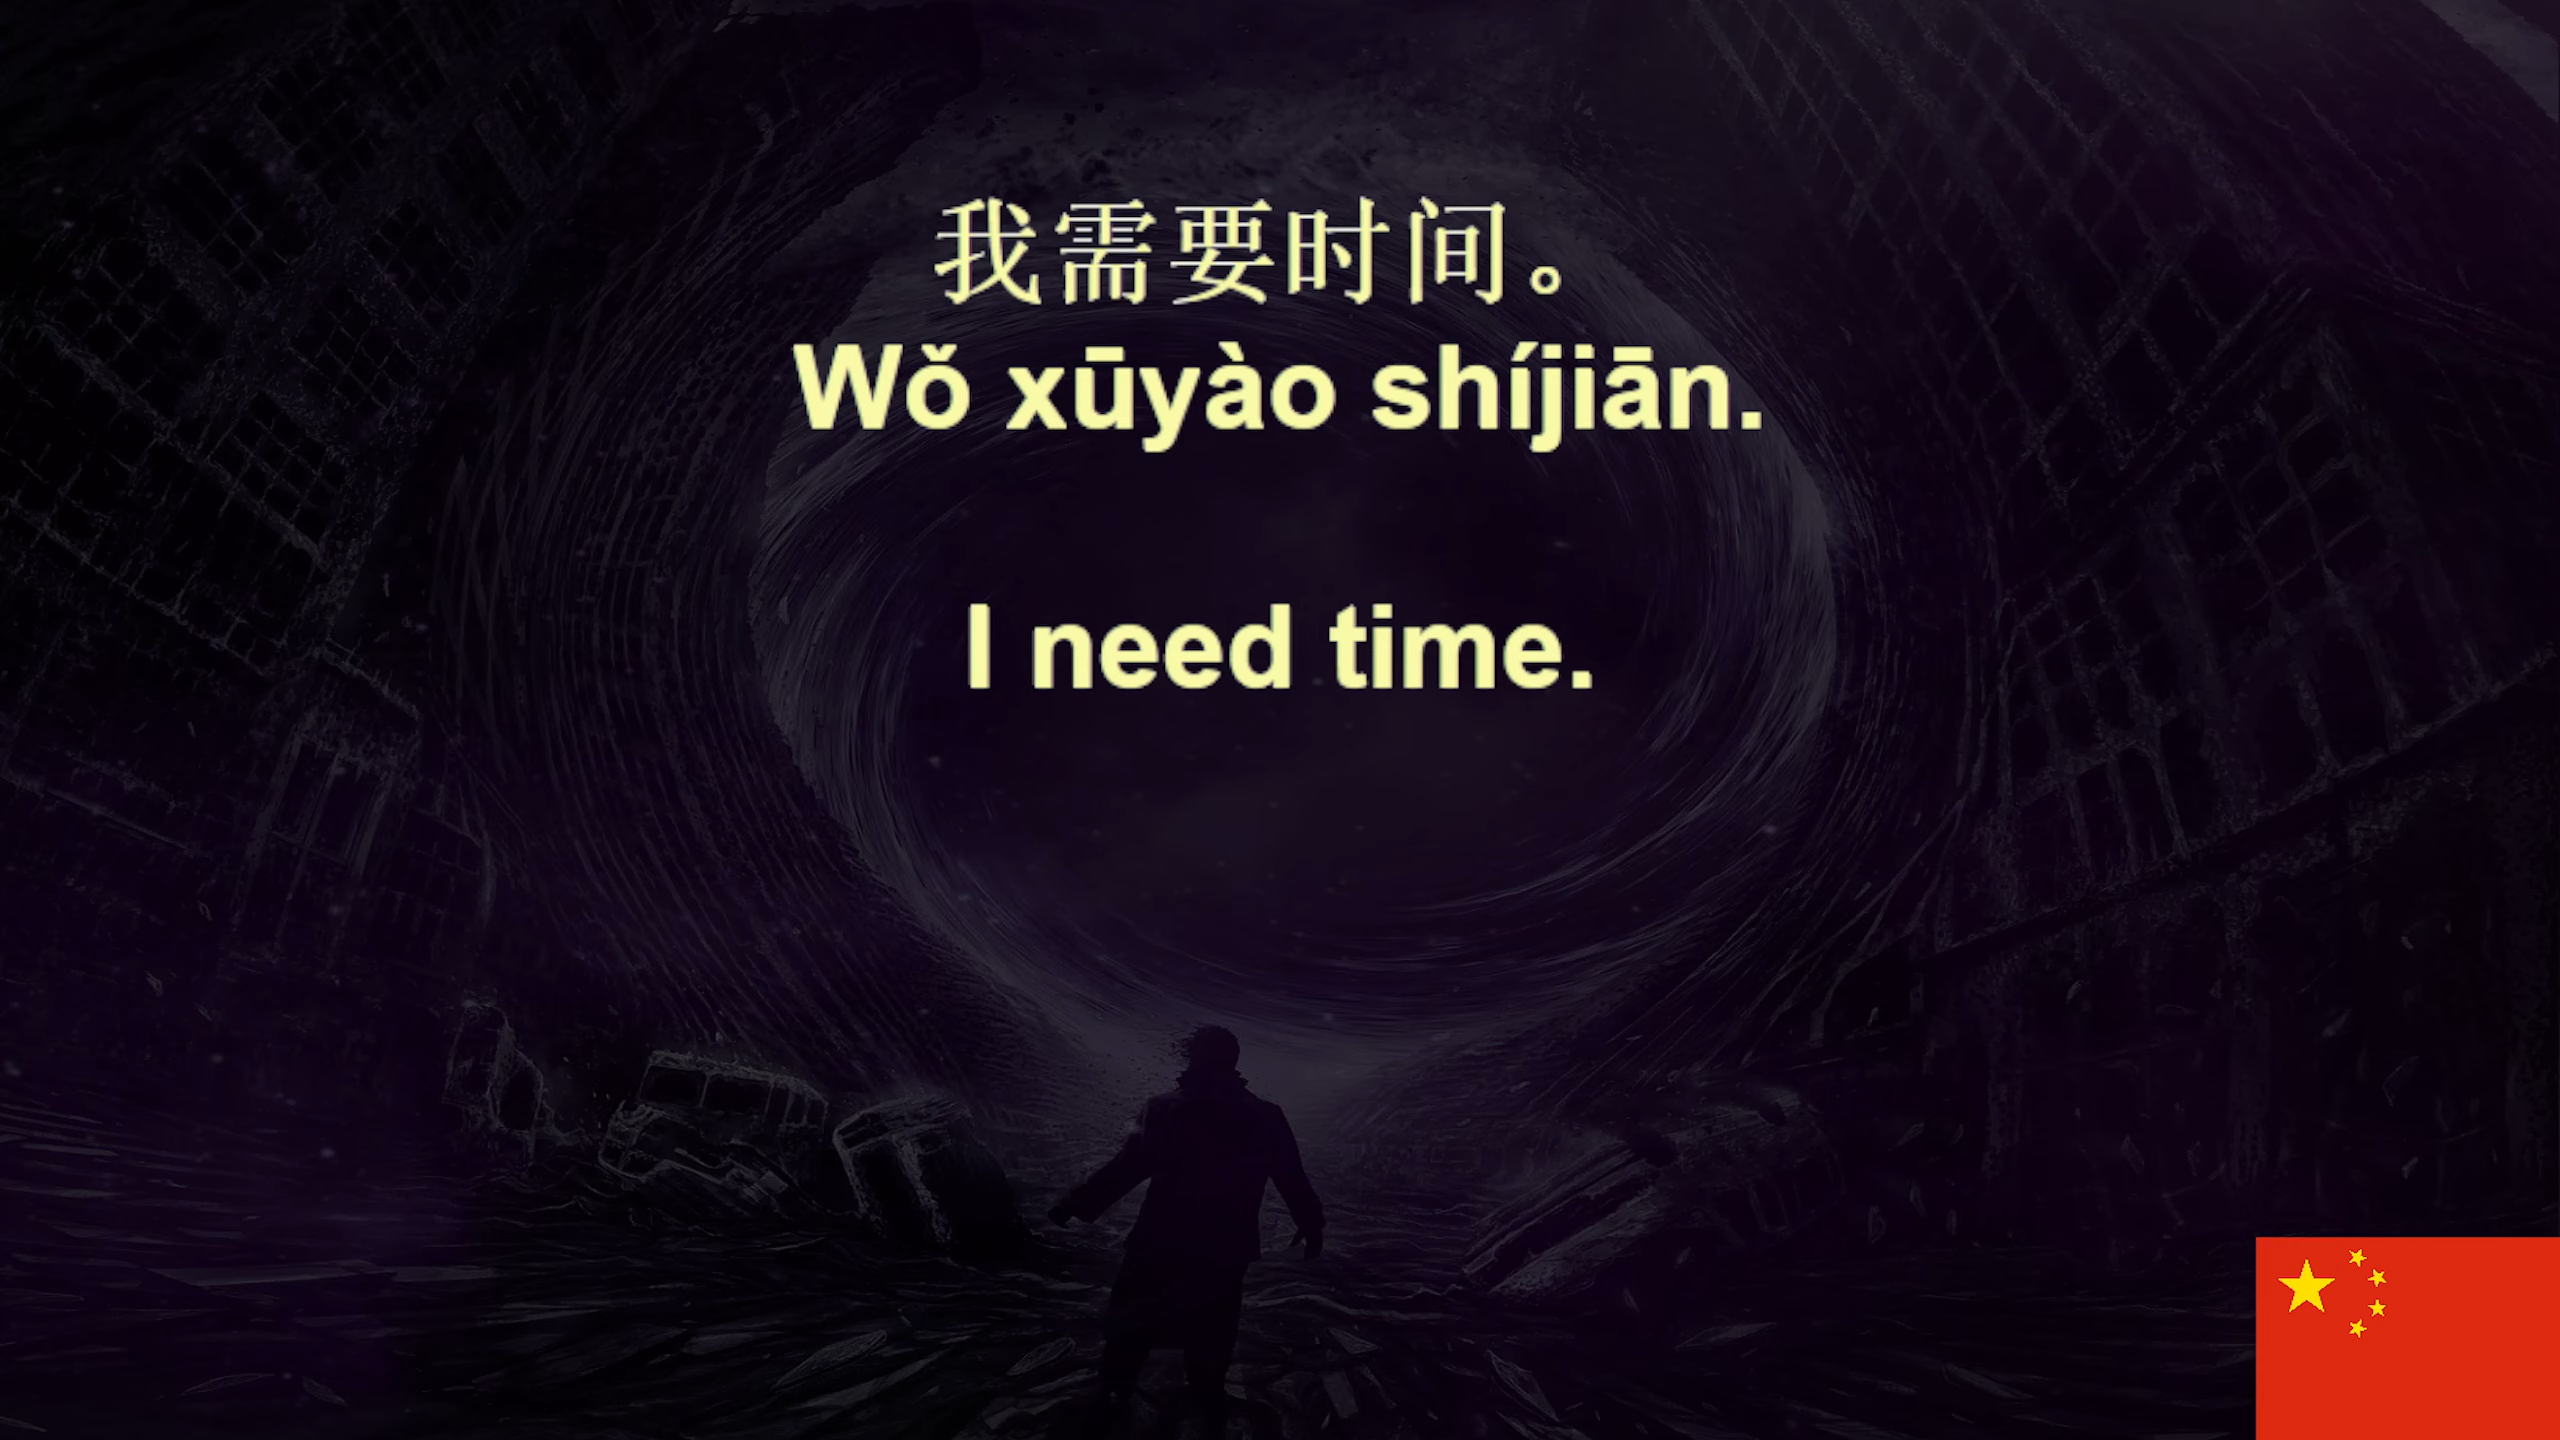 我需要时间。
Wǒ xūyào shíjiān.
I need time.